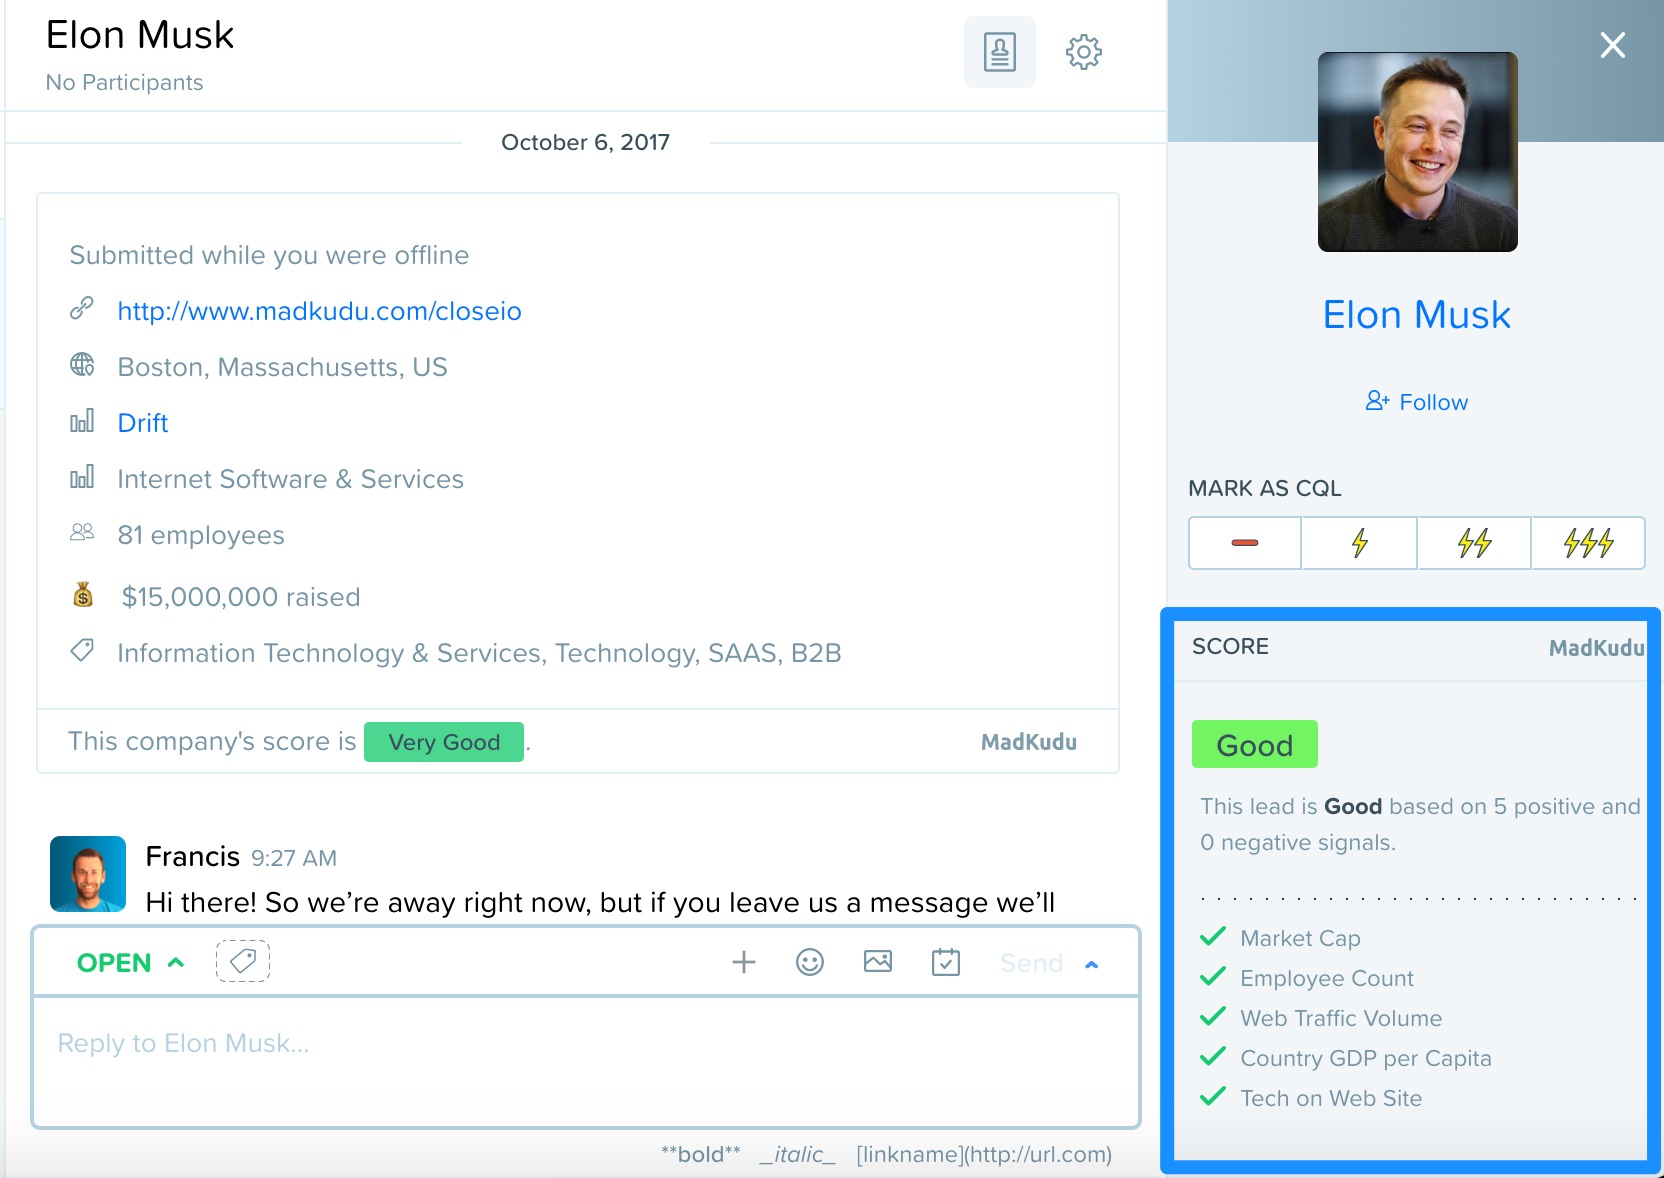 Elon Musk
No Participants
October 6, 2017
Submitted while you were offline
http://www.madkudu.com/closeio
Boston, Massachusetts, US
Drift
Internet Software & Services
81 employees
$15,000,000 raised
Information Technology & Services, Technology, SAAS, B2B
This company's score is Very Good .
MadKudu
Francis 9:27 AM
Hi there! So we’re away right now, but if you leave us a message we’ll
OPEN
Send
Reply to Elon Musk...
**bold** _italic_ [linkname](http://url.com)
Elon Musk
Follow
MARK AS CQL
SCORE
MadKudu
Good
This lead is Good based on 5 positive and
0 negative signals.
Market Cap
Employee Count
Web Traffic Volume
Country GDP per Capita
Tech on Web Site